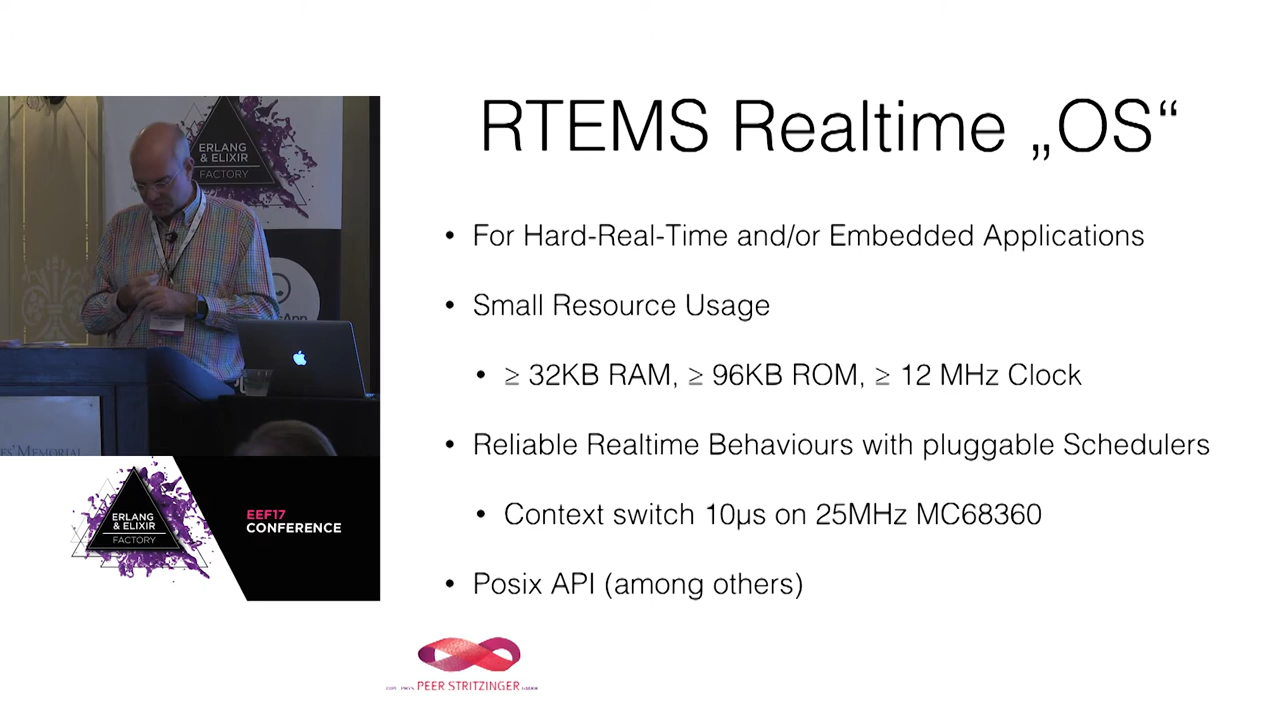 RTEMS Realtime „OS“
• For Hard-Real-Time and/or Embedded Applications
• Small Resource Usage
• ≥ 32KB RAM, ≥ 96KB ROM, ≥ 12 MHz Clock
• Reliable Realtime Behaviours with pluggable Schedulers
• Context switch 10µs on 25MHz MC68360
• Posix API (among others)
ERLANG
& ELIXIR
FACTORY
MEMORIAL
ERLANG
& ELIXIR
FACTORY
EEF17
CONFERENCE
PEER STRITZINGER